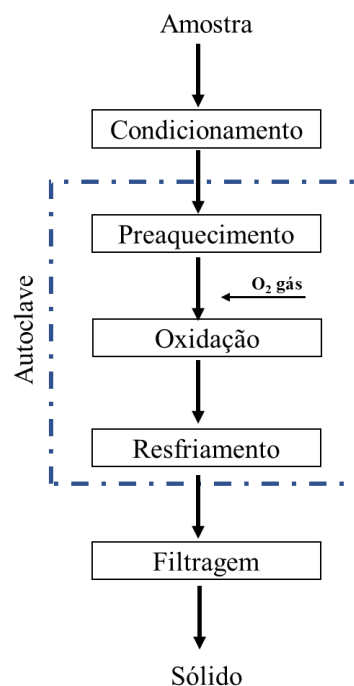 Amostra
Condicionamento
Preaquecimento
O₂ gás
Oxidação
Autoclave
Resfriamento
Filtragem
Sólido